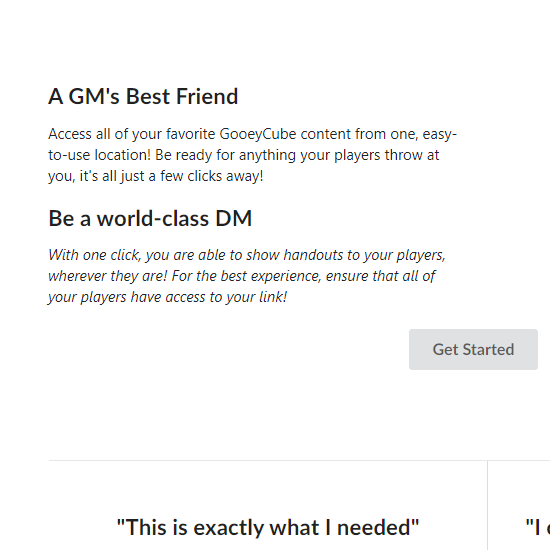 A GM's Best Friend
Access all of your favorite GooeyCube content from one, easy-
to-use location! Be ready for anything your players throw at
you, it's all just a few clicks away!
Be a world-class DM
With one click, you are able to show handouts to your players,
wherever they are! For the best experience, ensure that all of
your players have access to your link!
Get Started
"This is exactly what I needed"
"I